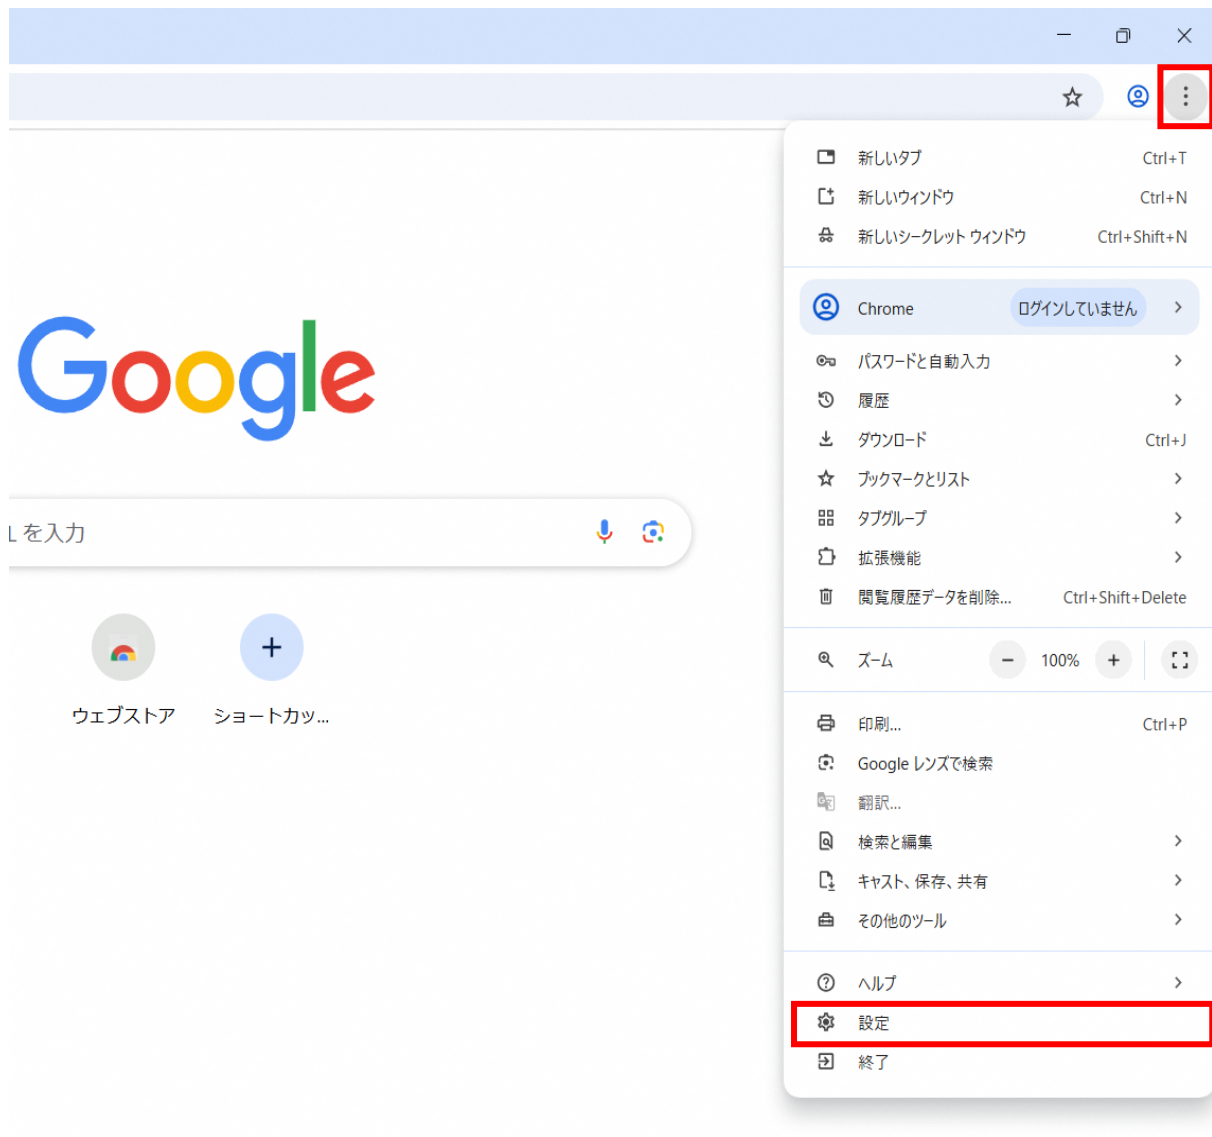 新しいタブ Ctrl+T
新しいウィンドウ Ctrl+N
新しいシークレット ウィンドウ Ctrl+Shift+N
Chrome ログインしていません
パスワードと自動入力
履歴
ダウンロード Ctrl+J
ブックマークとリスト
タブグループ
拡張機能
閲覧履歴データを削除... Ctrl+Shift+Delete
ズーム 100%
印刷... Ctrl+P
Google レンズで検索
翻訳...
検索と編集
キャスト、保存、共有
その他のツール
ヘルプ
設定
終了
Google
L を入力
ウェブストア ショートカッ...